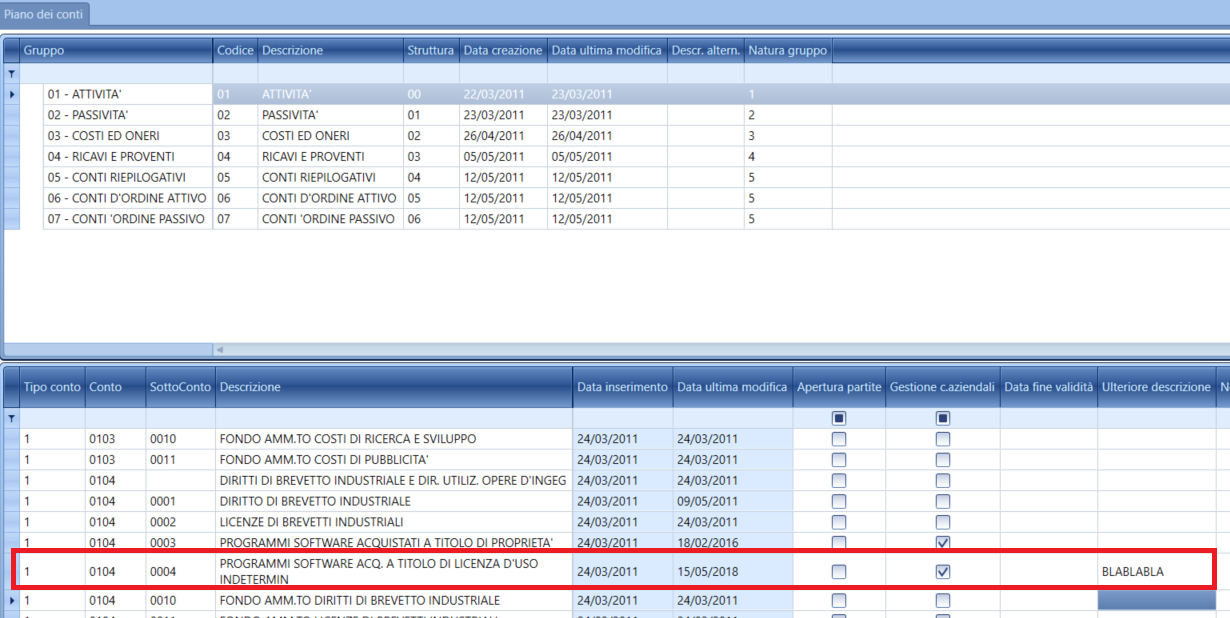 Piano dei conti
Gruppo Codice Descrizione Struttura Data creazione Data ultima modifica Descr. altern. Natura gruppo
01 - ATTIVITA' 01 ATTIVITA' 00 22/03/2011 23/03/2011 1
02 - PASSIVITA' 02 PASSIVITA' 01 23/03/2011 23/03/2011 2
03 - COSTI ED ONERI 03 COSTI ED ONERI 02 26/04/2011 26/04/2011 3
04 - RICAVI E PROVENTI 04 RICAVI E PROVENTI 03 05/05/2011 05/05/2011 4
05 - CONTI RIEPILOGATIVI 05 CONTI RIEPILOGATIVI 04 12/05/2011 12/05/2011 5
06 - CONTI D'ORDINE ATTIVO 06 CONTI D'ORDINE ATTIVO 05 12/05/2011 12/05/2011 5
07 - CONTI 'ORDINE PASSIVO 07 CONTI 'ORDINE PASSIVO 06 12/05/2011 12/05/2011 5
Tipo conto Conto SottoConto Descrizione Data inserimento Data ultima modifica Apertura partite Gestione c.aziendali Data fine validità Ulteriore descrizione
1 0103 0010 FONDO AMM.TO COSTI DI RICERCA E SVILUPPO 24/03/2011 24/03/2011
1 0103 0011 FONDO AMM.TO COSTI DI PUBBLICITA' 24/03/2011 24/03/2011
1 0104 DIRITTI DI BREVETTO INDUSTRIALE E DIR. UTILIZ. OPERE D'INGEG 24/03/2011 24/03/2011
1 0104 0001 DIRITTO DI BREVETTO INDUSTRIALE 24/03/2011 09/05/2011
1 0104 0002 LICENZE DI BREVETTI INDUSTRIALI 24/03/2011 24/03/2011
1 0104 0003 PROGRAMMI SOFTWARE ACQUISTATI A TITOLO DI PROPRIETA' 24/03/2011 18/02/2016
1 0104 0004 PROGRAMMI SOFTWARE ACQ. A TITOLO DI LICENZA D'USO 24/03/2011 15/05/2018 BLABLABLA
INDETERMIN
1 0104 0010 FONDO AMM.TO DIRITTI DI BREVETTO INDUSTRIALE 24/03/2011 24/03/2011